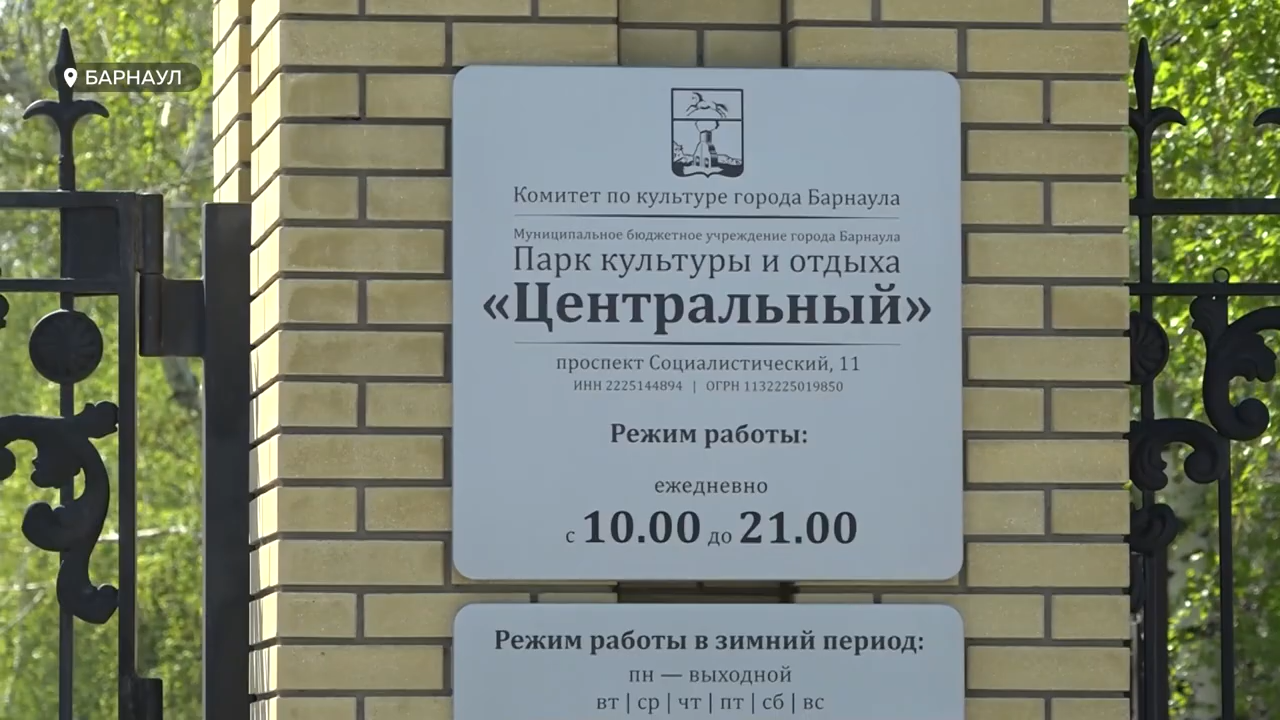 БАРНАУЛ
Комитет по культуре города Барнаула
Муниципальное бюджетное учреждение города Барнаула
Парк культуры и отдыха
«Центральный»
проспект Социалистический, 11
ИНН 2225144894 | ОГРН 1132225019850
Режим работы:
ежедневно
с 10.00 до 21.00
Режим работы в зимний период:
пн — выходной
вт | ср | чт | пт | сб | вс